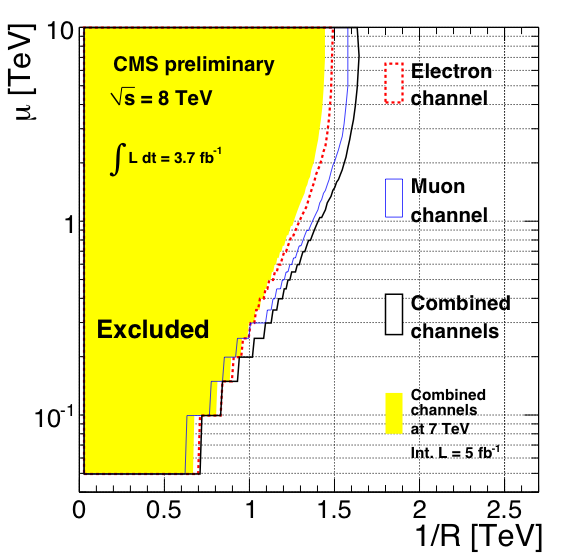 10
CMS preliminary
√s = 8 TeV
∫ L dt = 3.7 fb⁻¹
Electron
channel
Muon
channel
1
Combined
channels
Excluded
Combined
channels
at 7 TeV
Int. L = 5 fb⁻¹
10⁻¹
μ [TeV]
0 0.5 1 1.5 2 2.5
1/R [TeV]